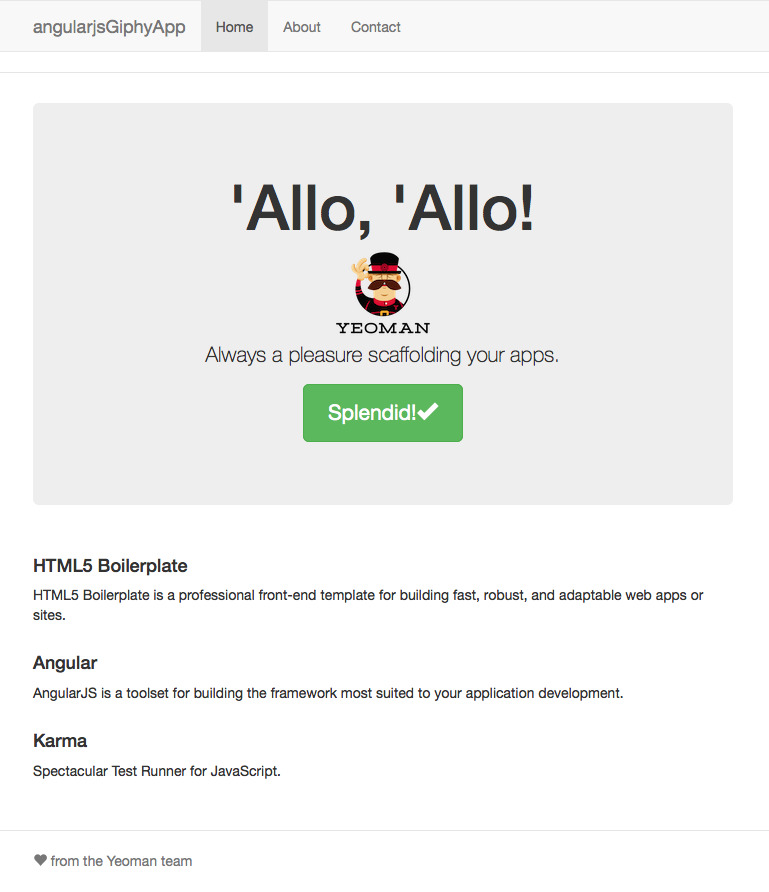 angularjsGiphyApp Home About Contact
'Allo, 'Allo!
YEOMAN
Always a pleasure scaffolding your apps.
Splendid!✔
HTML5 Boilerplate
HTML5 Boilerplate is a professional front-end template for building fast, robust, and adaptable web apps or
sites.
Angular
AngularJS is a toolset for building the framework most suited to your application development.
Karma
Spectacular Test Runner for JavaScript.
♥ from the Yeoman team